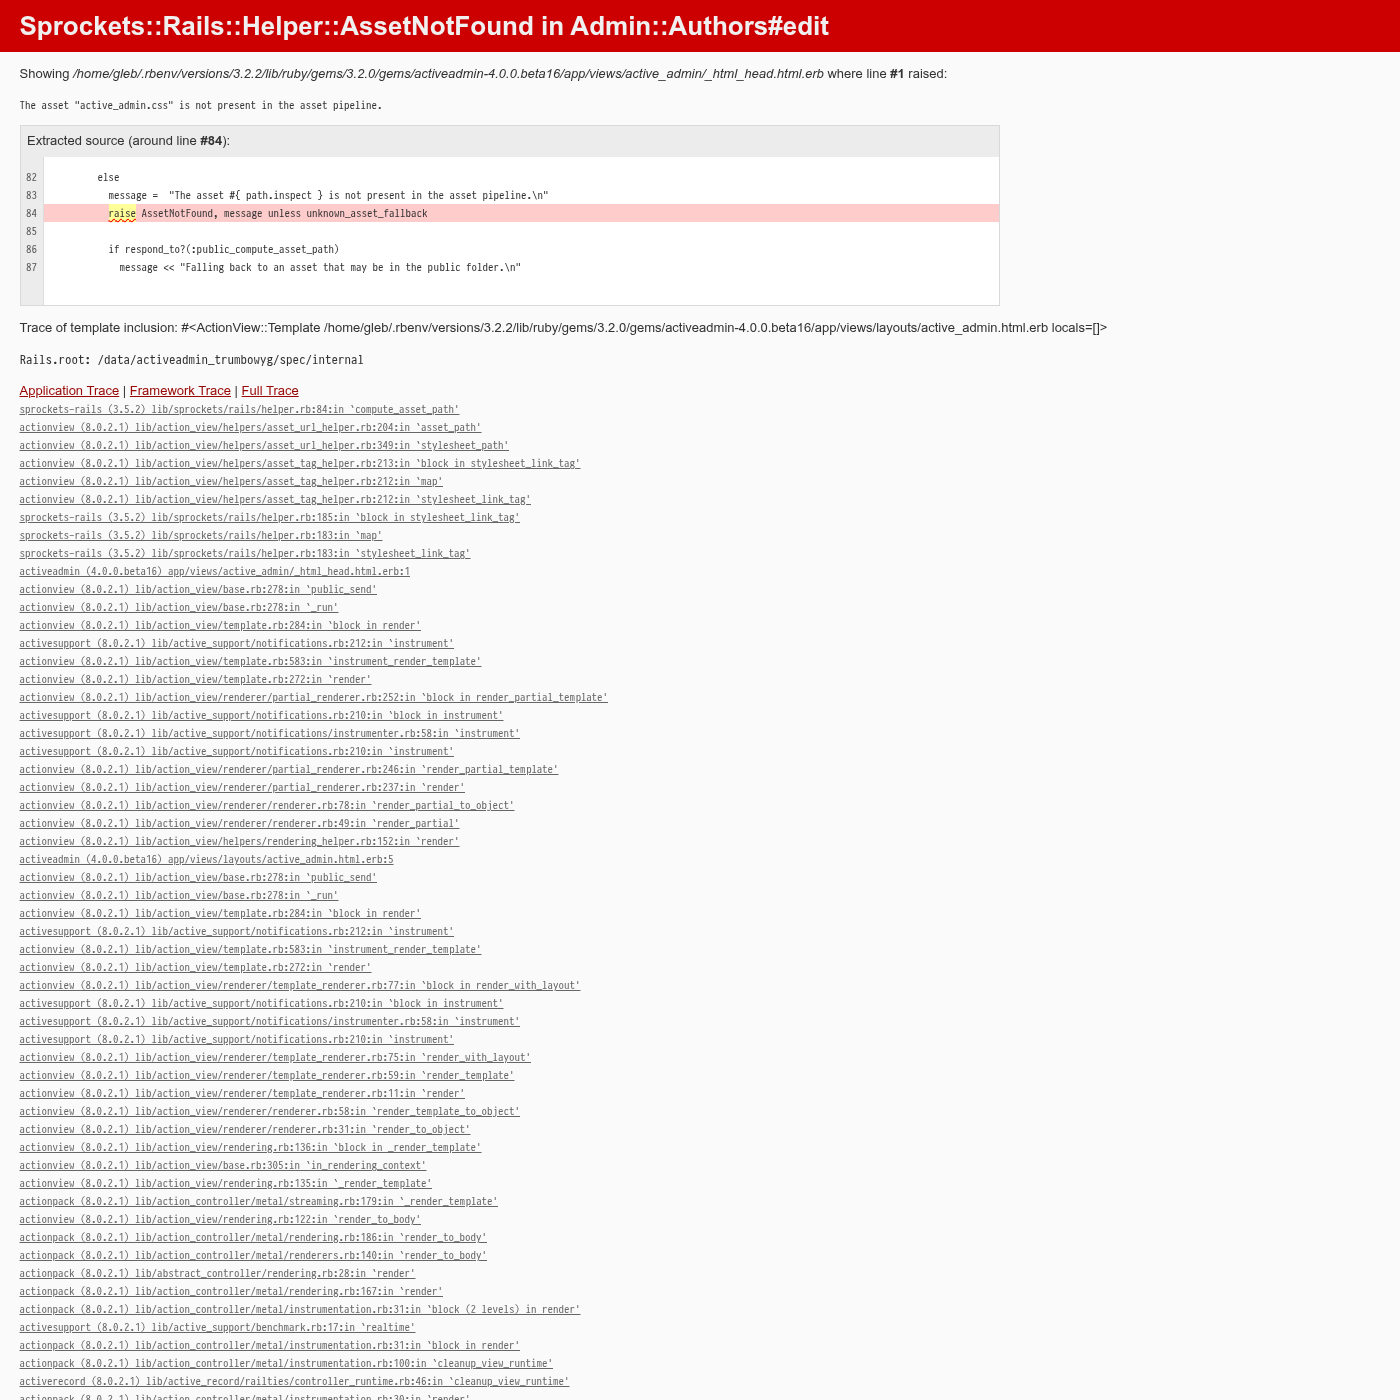 Sprockets::Rails::Helper::AssetNotFound in Admin::Authors#edit
Showing /home/gleb/.rbenv/versions/3.2.2/lib/ruby/gems/3.2.0/gems/activeadmin-4.0.0.beta16/app/views/active_admin/_html_head.html.erb where line #1 raised:
The asset "active_admin.css" is not present in the asset pipeline.
Extracted source (around line #84):
82 else
83 message =  "The asset #{ path.inspect } is not present in the asset pipeline.\n"
84 raise AssetNotFound, message unless unknown_asset_fallback
85
86 if respond_to?(:public_compute_asset_path)
87 message << "Falling back to an asset that may be in the public folder.\n"
Trace of template inclusion: #<ActionView::Template /home/gleb/.rbenv/versions/3.2.2/lib/ruby/gems/3.2.0/gems/activeadmin-4.0.0.beta16/app/views/layouts/active_admin.html.erb locals=[]>
Rails.root: /data/activeadmin_trumbowyg/spec/internal
Application Trace | Framework Trace | Full Trace
sprockets-rails (3.5.2) lib/sprockets/rails/helper.rb:84:in `compute_asset_path'
actionview (8.0.2.1) lib/action_view/helpers/asset_url_helper.rb:204:in `asset_path'
actionview (8.0.2.1) lib/action_view/helpers/asset_url_helper.rb:349:in `stylesheet_path'
actionview (8.0.2.1) lib/action_view/helpers/asset_tag_helper.rb:213:in `block in stylesheet_link_tag'
actionview (8.0.2.1) lib/action_view/helpers/asset_tag_helper.rb:212:in `map'
actionview (8.0.2.1) lib/action_view/helpers/asset_tag_helper.rb:212:in `stylesheet_link_tag'
sprockets-rails (3.5.2) lib/sprockets/rails/helper.rb:185:in `block in stylesheet_link_tag'
sprockets-rails (3.5.2) lib/sprockets/rails/helper.rb:183:in `map'
sprockets-rails (3.5.2) lib/sprockets/rails/helper.rb:183:in `stylesheet_link_tag'
activeadmin (4.0.0.beta16) app/views/active_admin/_html_head.html.erb:1
actionview (8.0.2.1) lib/action_view/base.rb:278:in `public_send'
actionview (8.0.2.1) lib/action_view/base.rb:278:in `_run'
actionview (8.0.2.1) lib/action_view/template.rb:284:in `block in render'
activesupport (8.0.2.1) lib/active_support/notifications.rb:212:in `instrument'
actionview (8.0.2.1) lib/action_view/template.rb:583:in `instrument_render_template'
actionview (8.0.2.1) lib/action_view/template.rb:272:in `render'
actionview (8.0.2.1) lib/action_view/renderer/partial_renderer.rb:252:in `block in render_partial_template'
activesupport (8.0.2.1) lib/active_support/notifications.rb:210:in `block in instrument'
activesupport (8.0.2.1) lib/active_support/notifications/instrumenter.rb:58:in `instrument'
activesupport (8.0.2.1) lib/active_support/notifications.rb:210:in `instrument'
actionview (8.0.2.1) lib/action_view/renderer/partial_renderer.rb:246:in `render_partial_template'
actionview (8.0.2.1) lib/action_view/renderer/partial_renderer.rb:237:in `render'
actionview (8.0.2.1) lib/action_view/renderer/renderer.rb:78:in `render_partial_to_object'
actionview (8.0.2.1) lib/action_view/renderer/renderer.rb:49:in `render_partial'
actionview (8.0.2.1) lib/action_view/helpers/rendering_helper.rb:152:in `render'
activeadmin (4.0.0.beta16) app/views/layouts/active_admin.html.erb:5
actionview (8.0.2.1) lib/action_view/base.rb:278:in `public_send'
actionview (8.0.2.1) lib/action_view/base.rb:278:in `_run'
actionview (8.0.2.1) lib/action_view/template.rb:284:in `block in render'
activesupport (8.0.2.1) lib/active_support/notifications.rb:212:in `instrument'
actionview (8.0.2.1) lib/action_view/template.rb:583:in `instrument_render_template'
actionview (8.0.2.1) lib/action_view/template.rb:272:in `render'
actionview (8.0.2.1) lib/action_view/renderer/template_renderer.rb:77:in `block in render_with_layout'
activesupport (8.0.2.1) lib/active_support/notifications.rb:210:in `block in instrument'
activesupport (8.0.2.1) lib/active_support/notifications/instrumenter.rb:58:in `instrument'
activesupport (8.0.2.1) lib/active_support/notifications.rb:210:in `instrument'
actionview (8.0.2.1) lib/action_view/renderer/template_renderer.rb:75:in `render_with_layout'
actionview (8.0.2.1) lib/action_view/renderer/template_renderer.rb:59:in `render_template'
actionview (8.0.2.1) lib/action_view/renderer/template_renderer.rb:11:in `render'
actionview (8.0.2.1) lib/action_view/renderer/renderer.rb:58:in `render_template_to_object'
actionview (8.0.2.1) lib/action_view/renderer/renderer.rb:31:in `render_to_object'
actionview (8.0.2.1) lib/action_view/rendering.rb:136:in `block in _render_template'
actionview (8.0.2.1) lib/action_view/base.rb:305:in `in_rendering_context'
actionview (8.0.2.1) lib/action_view/rendering.rb:135:in `_render_template'
actionpack (8.0.2.1) lib/action_controller/metal/streaming.rb:179:in `_render_template'
actionview (8.0.2.1) lib/action_view/rendering.rb:122:in `render_to_body'
actionpack (8.0.2.1) lib/action_controller/metal/rendering.rb:186:in `render_to_body'
actionpack (8.0.2.1) lib/action_controller/metal/renderers.rb:140:in `render_to_body'
actionpack (8.0.2.1) lib/abstract_controller/rendering.rb:28:in `render'
actionpack (8.0.2.1) lib/action_controller/metal/rendering.rb:167:in `render'
actionpack (8.0.2.1) lib/action_controller/metal/instrumentation.rb:31:in `block (2 levels) in render'
activesupport (8.0.2.1) lib/active_support/benchmark.rb:17:in `realtime'
actionpack (8.0.2.1) lib/action_controller/metal/instrumentation.rb:31:in `block in render'
actionpack (8.0.2.1) lib/action_controller/metal/instrumentation.rb:100:in `cleanup_view_runtime'
activerecord (8.0.2.1) lib/active_record/railties/controller_runtime.rb:46:in `cleanup_view_runtime'
actionpack (8.0.2.1) lib/action_controller/metal/instrumentation.rb:30:in `render'